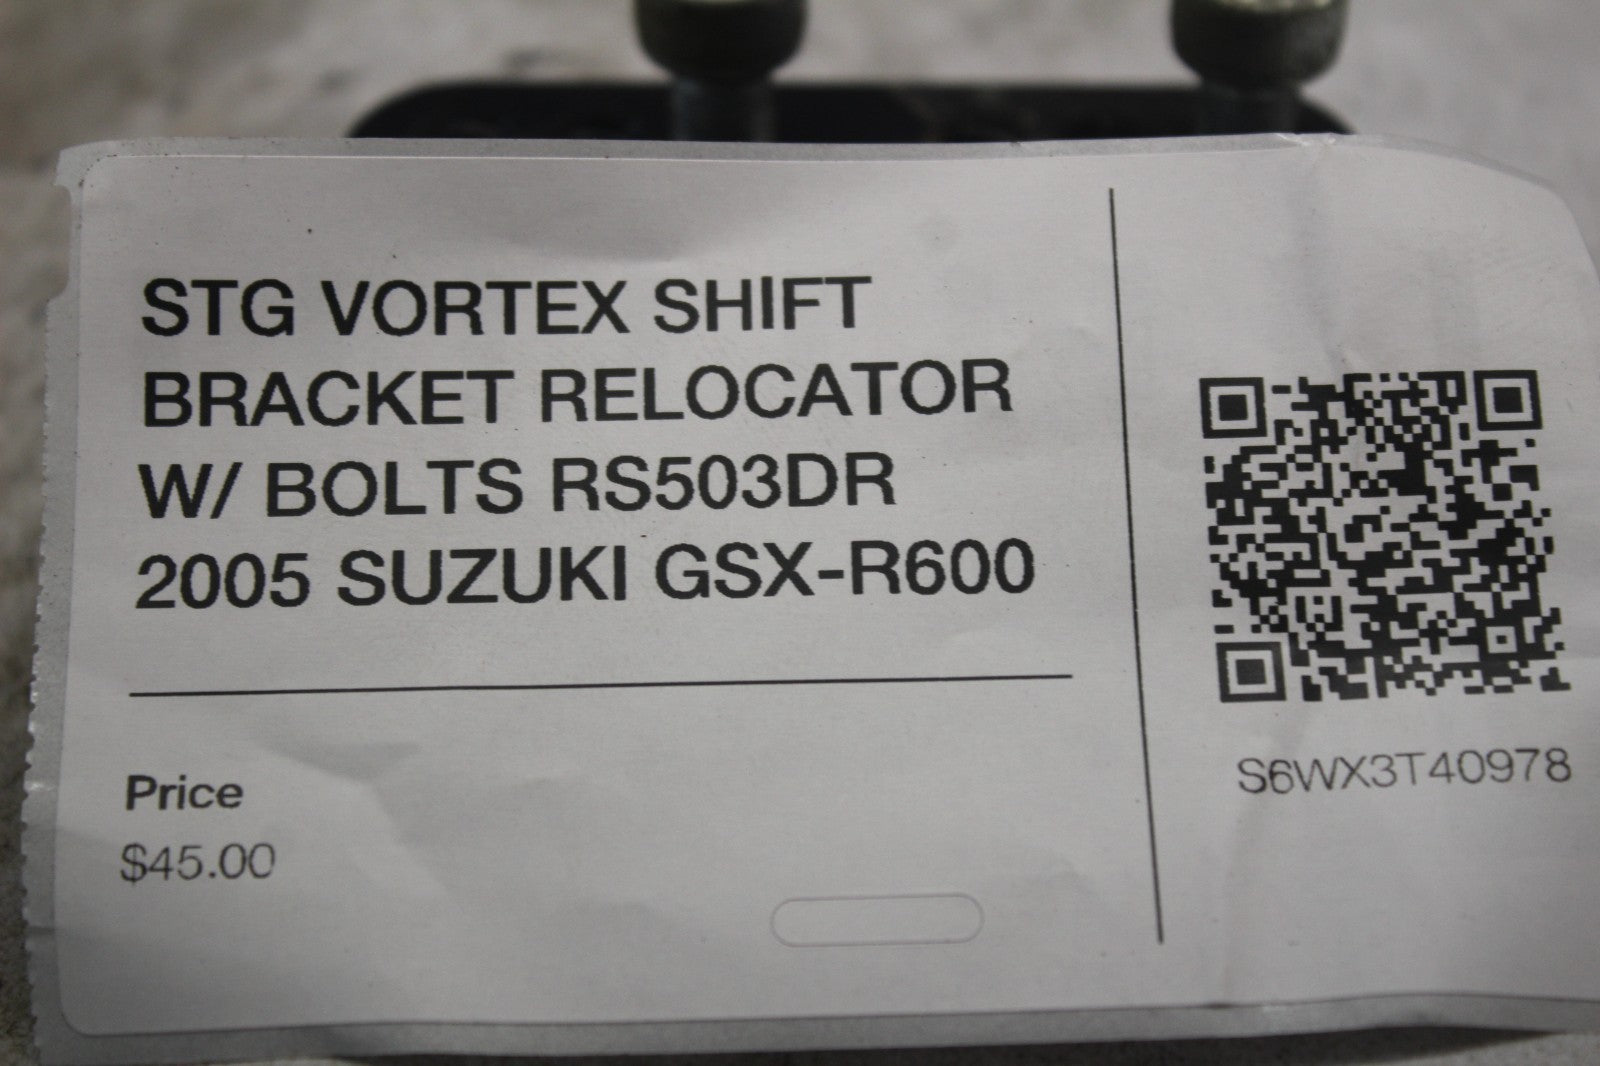 STG VORTEX SHIFT
BRACKET RELOCATOR
W/ BOLTS RS503DR
2005 SUZUKI GSX-R600
Price
$45.00
S6WX3T40978